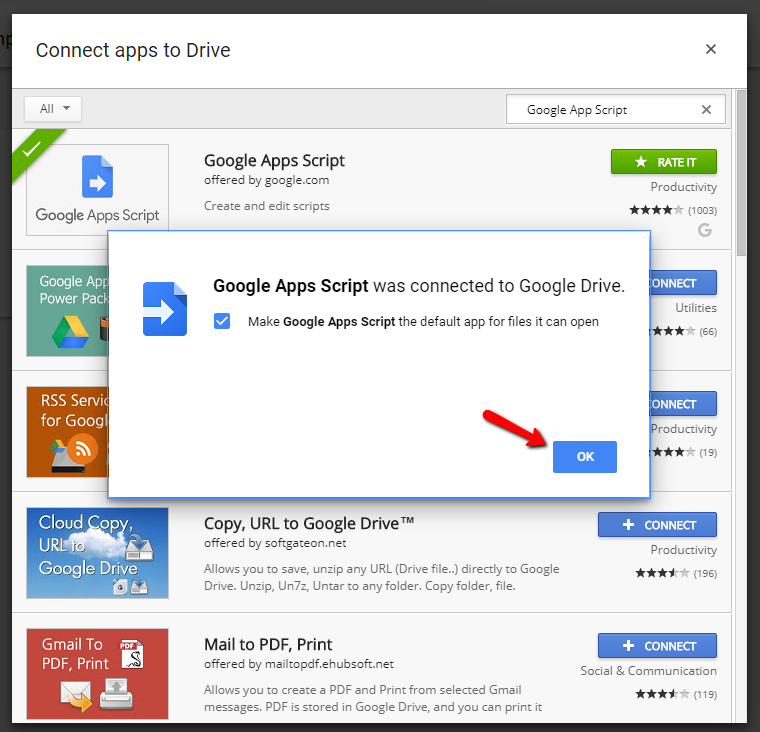 Connect apps to Drive
All
Google App Script
Google Apps Script
Google Apps Script
offered by google.com
Create and edit scripts
RATE IT
Productivity
(1003)
Google Apps Script was connected to Google Drive.
Make Google Apps Script the default app for files it can open
OK
Google App
Power Pack
CONNECT
Utilities
(66)
RSS Servic
for Googl
CONNECT
Productivity
(19)
Cloud Copy,
URL to
Google Drive
Copy, URL to Google Drive™
offered by softgateon.net
Allows you to save, unzip any URL (Drive file..) directly to Google
Drive. Unzip, Un7z, Untar to any folder. Copy folder, file.
CONNECT
Productivity
(196)
Gmail To
PDF, Print
PDF
Mail to PDF, Print
offered by mailtopdf.ehubsoft.net
Allows you to create a PDF and Print from selected Gmail
messages. PDF is stored in Google Drive, and you can print it
CONNECT
Social & Communication
(119)